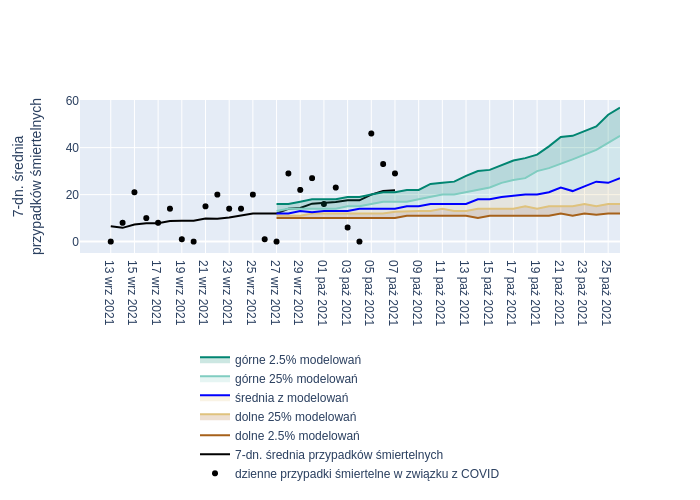 7-dn. średnia
przypadków śmiertelnych
60
40
20
0
13 wrz 2021
15 wrz 2021
17 wrz 2021
19 wrz 2021
21 wrz 2021
23 wrz 2021
25 wrz 2021
27 wrz 2021
29 wrz 2021
01 paź 2021
03 paź 2021
05 paź 2021
07 paź 2021
09 paź 2021
11 paź 2021
13 paź 2021
15 paź 2021
17 paź 2021
19 paź 2021
21 paź 2021
23 paź 2021
25 paź 2021
górne 2.5% modelowań
górne 25% modelowań
średnia z modelowań
dolne 25% modelowań
dolne 2.5% modelowań
7-dn. średnia przypadków śmiertelnych
dzienne przypadki śmiertelne w związku z COVID